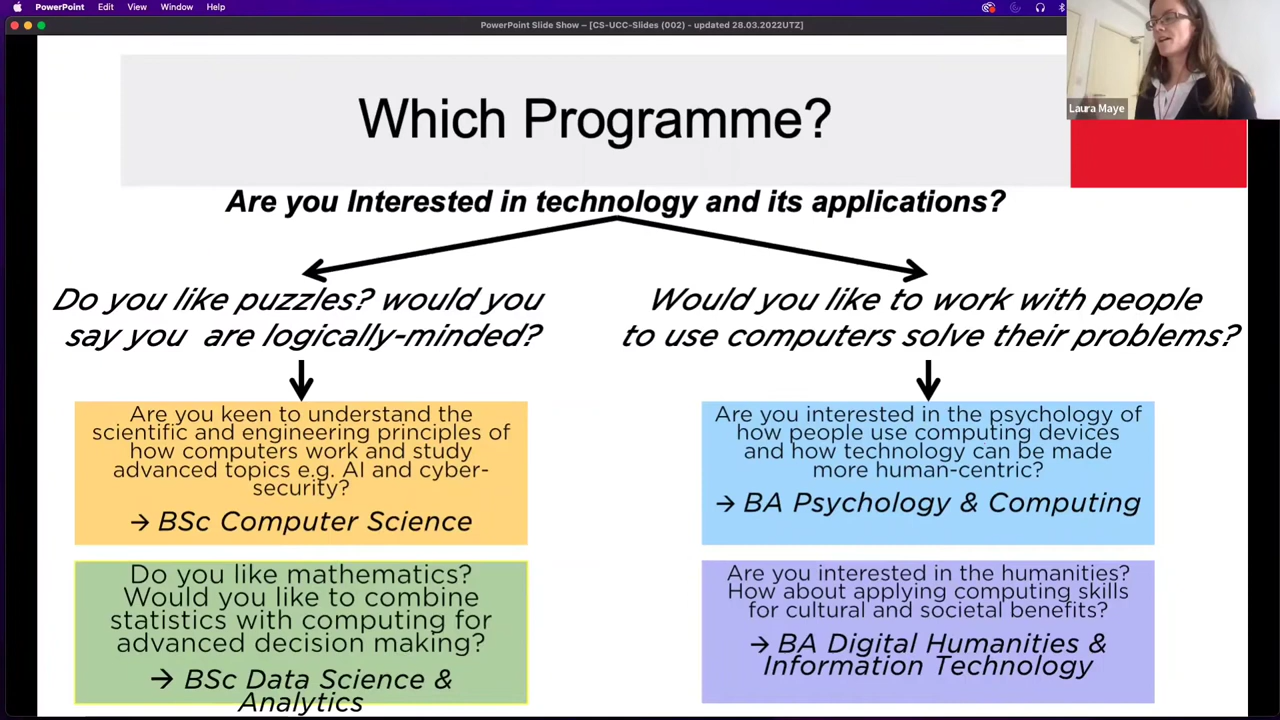 PowerPoint Edit View Window Help
PowerPoint Slide Show – [CS-UCC-Slides (002) - updated 28.03.2022UTZ]
Laura Maye
Which Programme?
Are you Interested in technology and its applications?
Do you like puzzles? would you
say you are logically-minded?
Would you like to work with people
to use computers solve their problems?
Are you keen to understand the
scientific and engineering principles of
how computers work and study
advanced topics e.g. AI and cyber-
security?
→ BSc Computer Science
Are you interested in the psychology of
how people use computing devices
and how technology can be made
more human-centric?
→ BA Psychology & Computing
Do you like mathematics?
Would you like to combine
statistics with computing for
advanced decision making?
→ BSc Data Science &
Analytics
Are you interested in the humanities?
How about applying computing skills
for cultural and societal benefits?
→ BA Digital Humanities &
Information Technology